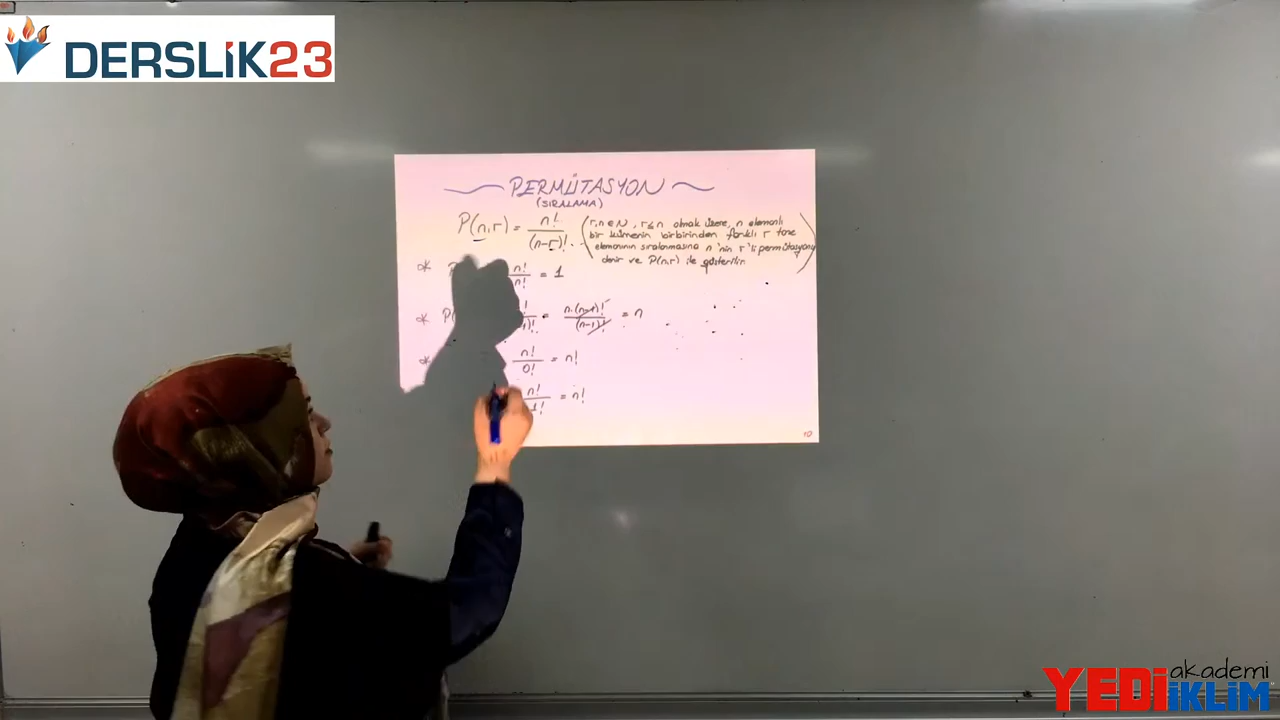 DERSLİK23
PERMÜTASYON
(SIRALAMA)
P(n,r) = n! / (n-r)!
(r,n ∈ N, r ≤ n olmak üzere, n elemanlı
bir kümenin birbirinden farklı r tane
elemanının sıralanmasına n'nin r'li permütasyonu
denir ve P(n,r) ile gösterilir.)
* P n! / n! = 1
* P( = n.(n-1)! / (n-1)! = n
* n! / 0! = n!
n! / 1! = n!
10
YEDİ akademi
iKLİM